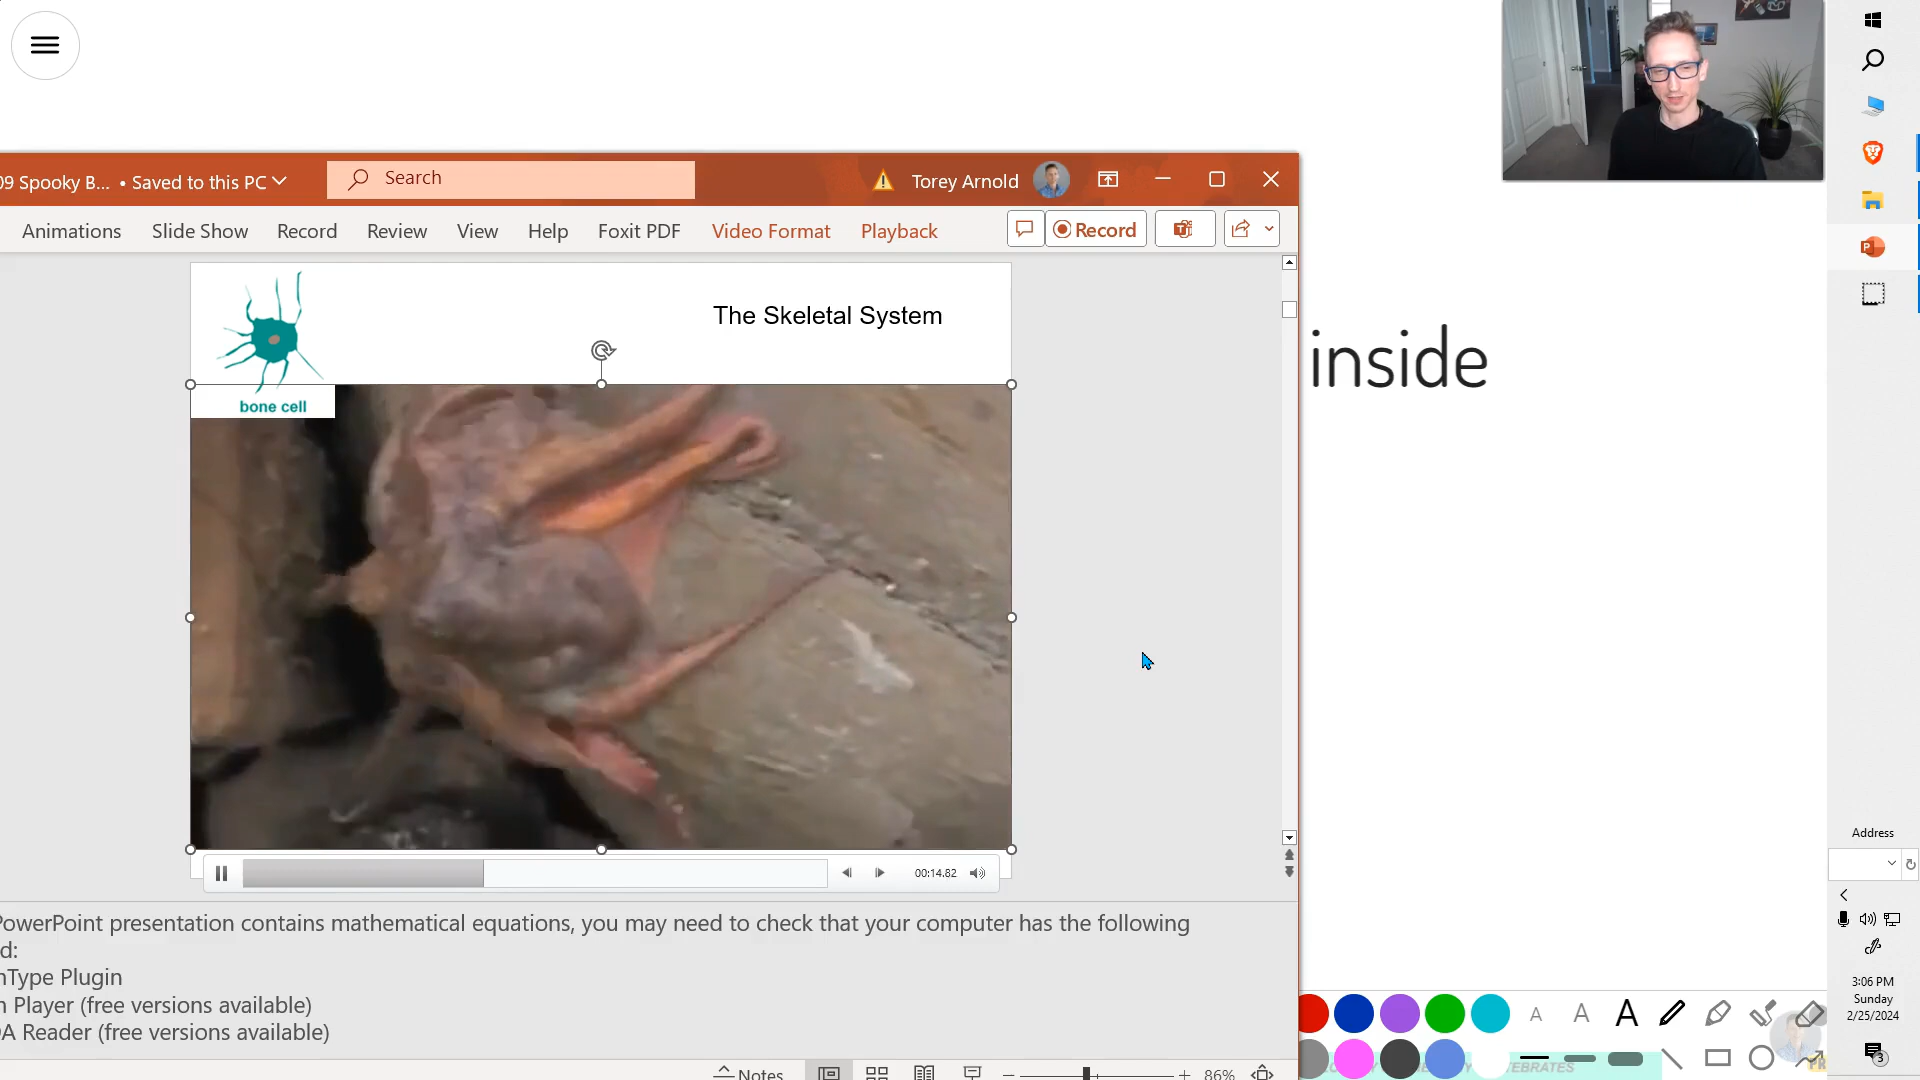 09 Spooky B... • Saved to this PC
Search
Torey Arnold
Animations
Slide Show
Record
Review
View
Help
Foxit PDF
Video Format
Playback
Record
The Skeletal System
bone cell
inside
00:14.82
PowerPoint presentation contains mathematical equations, you may need to check that your computer has the following
d:
hType Plugin
h Player (free versions available)
A Reader (free versions available)
Notes
86%
A A A
Address
3:06 PM
Sunday
2/25/2024
3